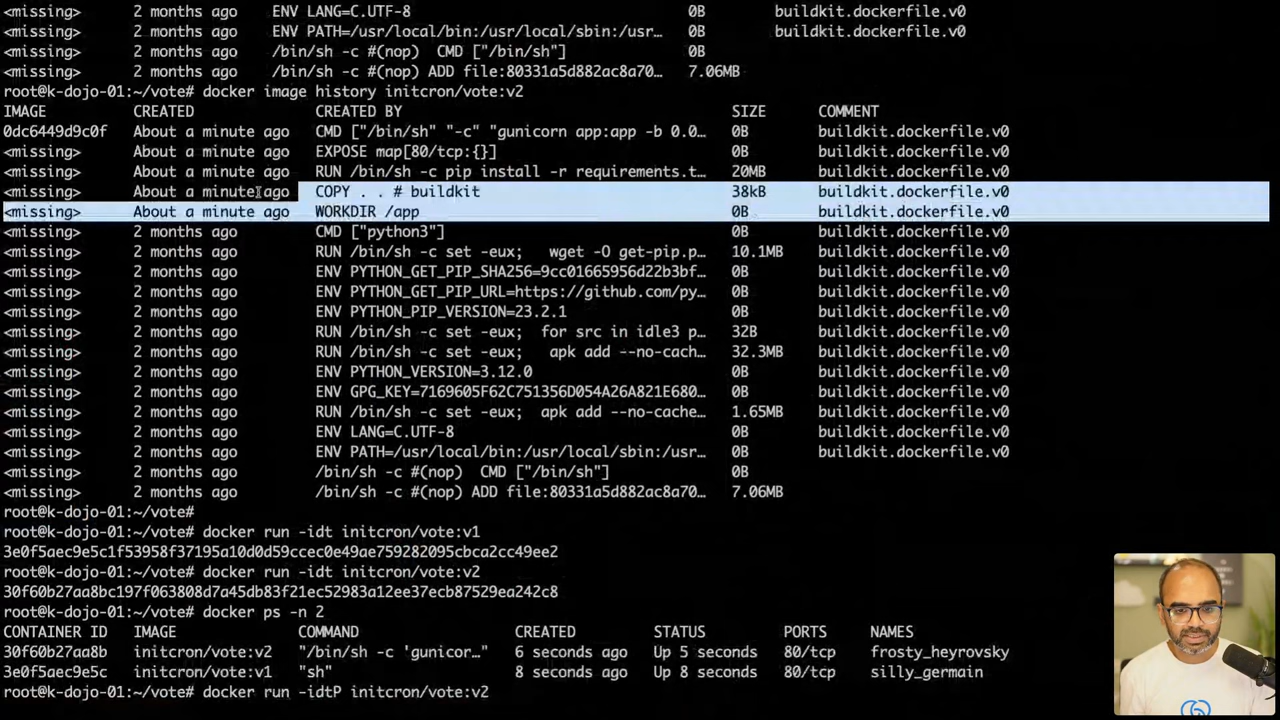 <missing> 2 months ago ENV LANG=C.UTF-8 0B buildkit.dockerfile.v0
<missing> 2 months ago ENV PATH=/usr/local/bin:/usr/local/sbin:/usr… 0B buildkit.dockerfile.v0
<missing> 2 months ago /bin/sh -c #(nop) CMD ["/bin/sh"] 0B
<missing> 2 months ago /bin/sh -c #(nop) ADD file:80331a5d882ac8a70… 7.06MB
root@k-dojo-01:~/vote# docker image history initcron/vote:v2
IMAGE CREATED CREATED BY SIZE COMMENT
0dc6449d9c0f About a minute ago CMD ["/bin/sh" "-c" "gunicorn app:app -b 0.0… 0B buildkit.dockerfile.v0
<missing> About a minute ago EXPOSE map[80/tcp:{}] 0B buildkit.dockerfile.v0
<missing> About a minute ago RUN /bin/sh -c pip install -r requirements.t… 20MB buildkit.dockerfile.v0
<missing> About a minute ago COPY . . # buildkit 38kB buildkit.dockerfile.v0
<missing> About a minute ago WORKDIR /app 0B buildkit.dockerfile.v0
<missing> 2 months ago CMD ["python3"] 0B buildkit.dockerfile.v0
<missing> 2 months ago RUN /bin/sh -c set -eux; wget -O get-pip.p… 10.1MB buildkit.dockerfile.v0
<missing> 2 months ago ENV PYTHON_GET_PIP_SHA256=9cc01665956d22b3bf… 0B buildkit.dockerfile.v0
<missing> 2 months ago ENV PYTHON_GET_PIP_URL=https://github.com/py… 0B buildkit.dockerfile.v0
<missing> 2 months ago ENV PYTHON_PIP_VERSION=23.2.1 0B buildkit.dockerfile.v0
<missing> 2 months ago RUN /bin/sh -c set -eux; for src in idle3 p… 32B buildkit.dockerfile.v0
<missing> 2 months ago RUN /bin/sh -c set -eux; apk add --no-cach… 32.3MB buildkit.dockerfile.v0
<missing> 2 months ago ENV PYTHON_VERSION=3.12.0 0B buildkit.dockerfile.v0
<missing> 2 months ago ENV GPG_KEY=7169605F62C751356D054A26A821E680… 0B buildkit.dockerfile.v0
<missing> 2 months ago RUN /bin/sh -c set -eux; apk add --no-cache… 1.65MB buildkit.dockerfile.v0
<missing> 2 months ago ENV LANG=C.UTF-8 0B buildkit.dockerfile.v0
<missing> 2 months ago ENV PATH=/usr/local/bin:/usr/local/sbin:/usr… 0B buildkit.dockerfile.v0
<missing> 2 months ago /bin/sh -c #(nop) CMD ["/bin/sh"] 0B
<missing> 2 months ago /bin/sh -c #(nop) ADD file:80331a5d882ac8a70… 7.06MB
root@k-dojo-01:~/vote#
root@k-dojo-01:~/vote# docker run -idt initcron/vote:v1
3e0f5aec9e5c1f53958f37195a10d0d59ccec0e49ae759282095cbca2cc49ee2
root@k-dojo-01:~/vote# docker run -idt initcron/vote:v2
30f60b27aa8bc197f063808d7a45db83f21ec52983a12ee37ecb87529ea242c8
root@k-dojo-01:~/vote# docker ps -n 2
CONTAINER ID IMAGE COMMAND CREATED STATUS PORTS NAMES
30f60b27aa8b initcron/vote:v2 "/bin/sh -c 'gunicor…" 6 seconds ago Up 5 seconds 80/tcp frosty_heyrovsky
3e0f5aec9e5c initcron/vote:v1 "sh" 8 seconds ago Up 8 seconds 80/tcp silly_germain
root@k-dojo-01:~/vote# docker run -idtP initcron/vote:v2